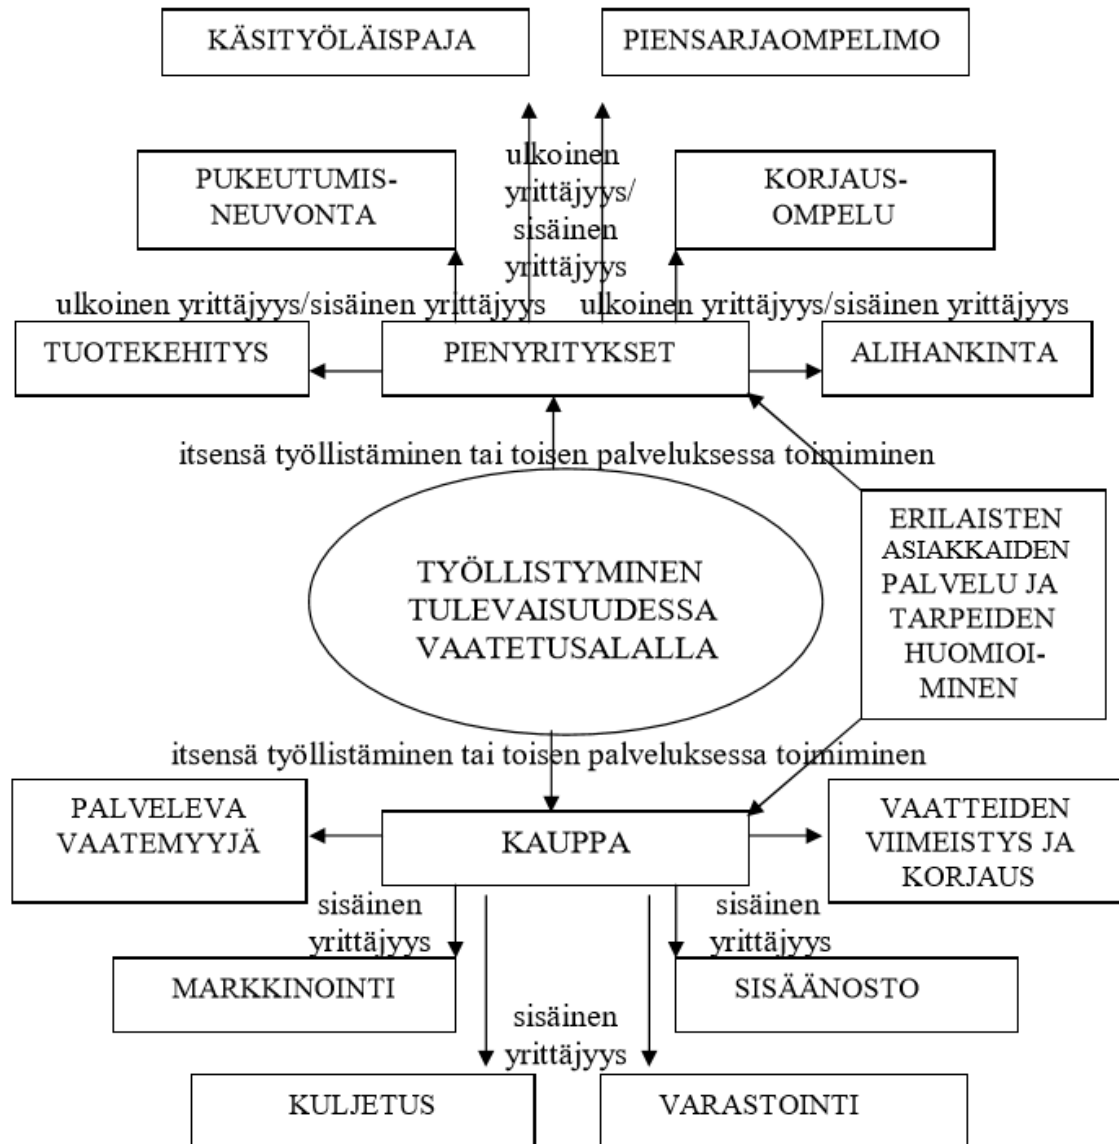 KÄSITYÖLÄISPAJA
PIENSARJAOMPELIMO
ulkoinen
yrittäjyys/
sisäinen
yrittäjyys
PUKEUTUMIS-
NEUVONTA
KORJAUS-
OMPELU
ulkoinen yrittäjyys/sisäinen yrittäjyys
ulkoinen yrittäjyys/sisäinen yrittäjyys
TUOTEKEHITYS
PIENYRITYKSET
ALIHANKINTA
itsensä työllistäminen tai toisen palveluksessa toimiminen
TYÖLLISTYMINEN
TULEVAISUUDESSA
VAATETUSALALLA
ERILAISTEN
ASIAKKAIDEN
PALVELU JA
TARPEIDEN
HUOMIOI-
MINEN
itsensä työllistäminen tai toisen palveluksessa toimiminen
PALVELEVA
VAATEMYYJÄ
KAUPPA
VAATTEIDEN
VIIMEISTYS JA
KORJAUS
sisäinen
yrittäjyys
sisäinen
yrittäjyys
MARKKINOINTI
SISÄÄNOSTO
sisäinen
yrittäjyys
KULJETUS
VARASTOINTI